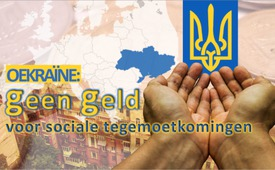 OEKRAÏNE:
geen geld
voor sociale tegemoetkomingen